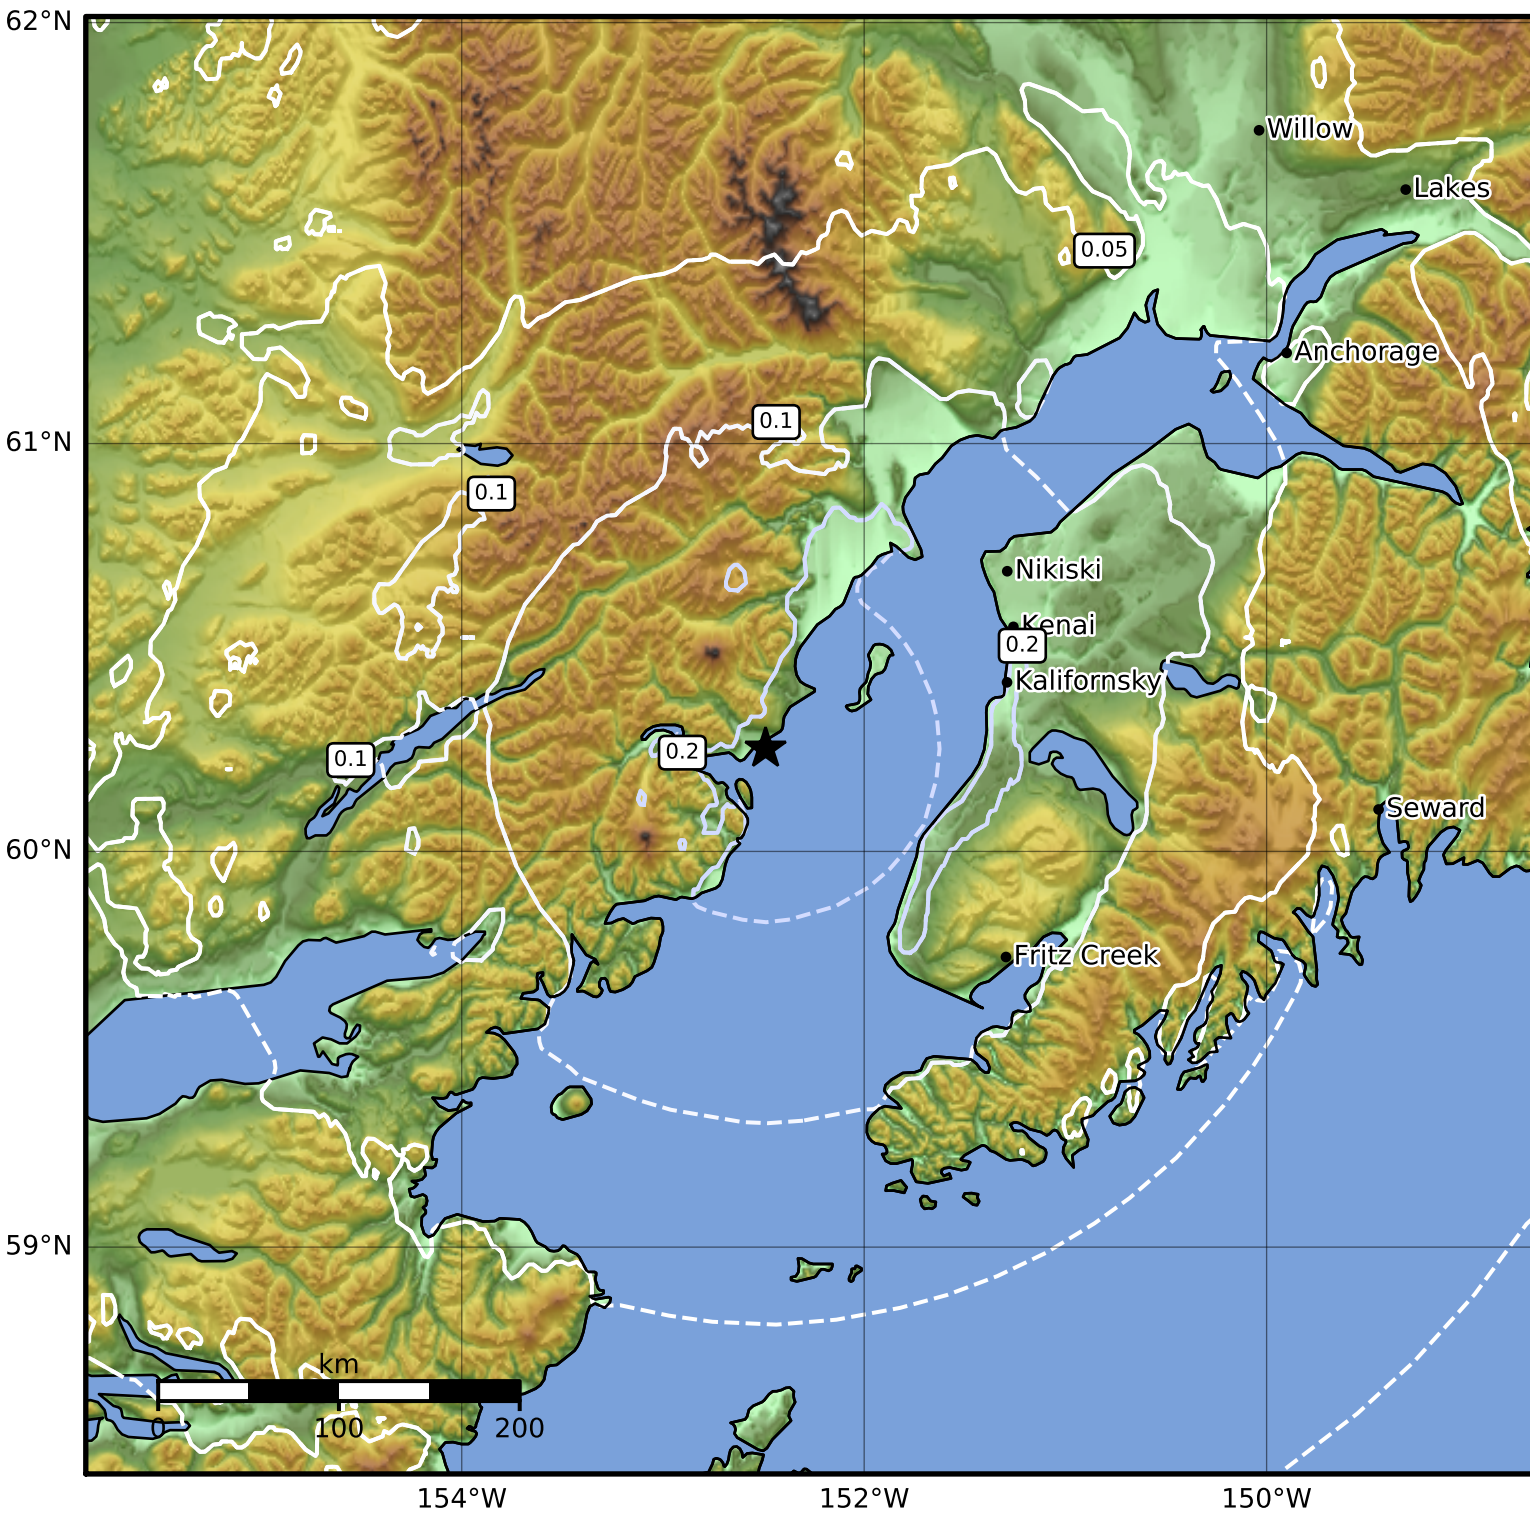 62°N
Willow
Lakes
0.05
Anchorage
0.1
61°N
0.1
Nikiski
Kenai
0.2
Kalifornsky
0.2
0.1
Seward
60°N
Fritz Creek
59°N
km
0 100 200
154°W 152°W 150°W